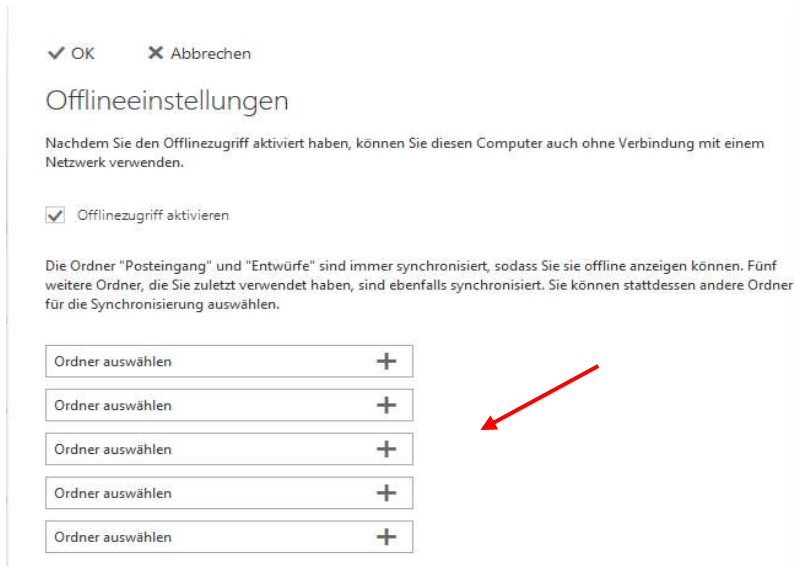 OK Abbrechen
Offlineeinstellungen
Nachdem Sie den Offlinezugriff aktiviert haben, können Sie diesen Computer auch ohne Verbindung mit einem
Netzwerk verwenden.
Offlinezugriff aktivieren
Die Ordner "Posteingang" und "Entwürfe" sind immer synchronisiert, sodass Sie sie offline anzeigen können. Fünf
weitere Ordner, die Sie zuletzt verwendet haben, sind ebenfalls synchronisiert. Sie können stattdessen andere Ordner
für die Synchronisierung auswählen.
Ordner auswählen
Ordner auswählen
Ordner auswählen
Ordner auswählen
Ordner auswählen